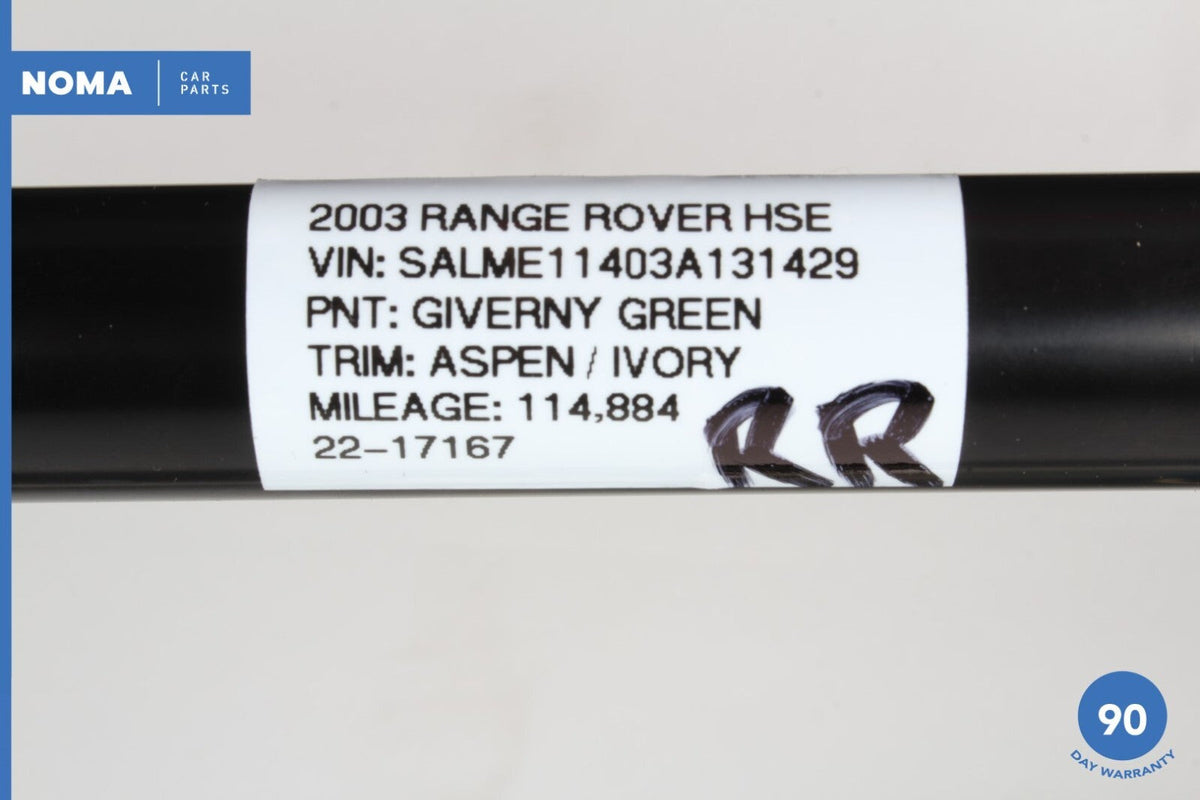 NOMA
CAR
PARTS
2003 RANGE ROVER HSE
VIN: SALME11403A131429
PNT: GIVERNY GREEN
TRIM: ASPEN / IVORY
MILEAGE: 114,884
22-17167
RR
90
DAY WARRANTY